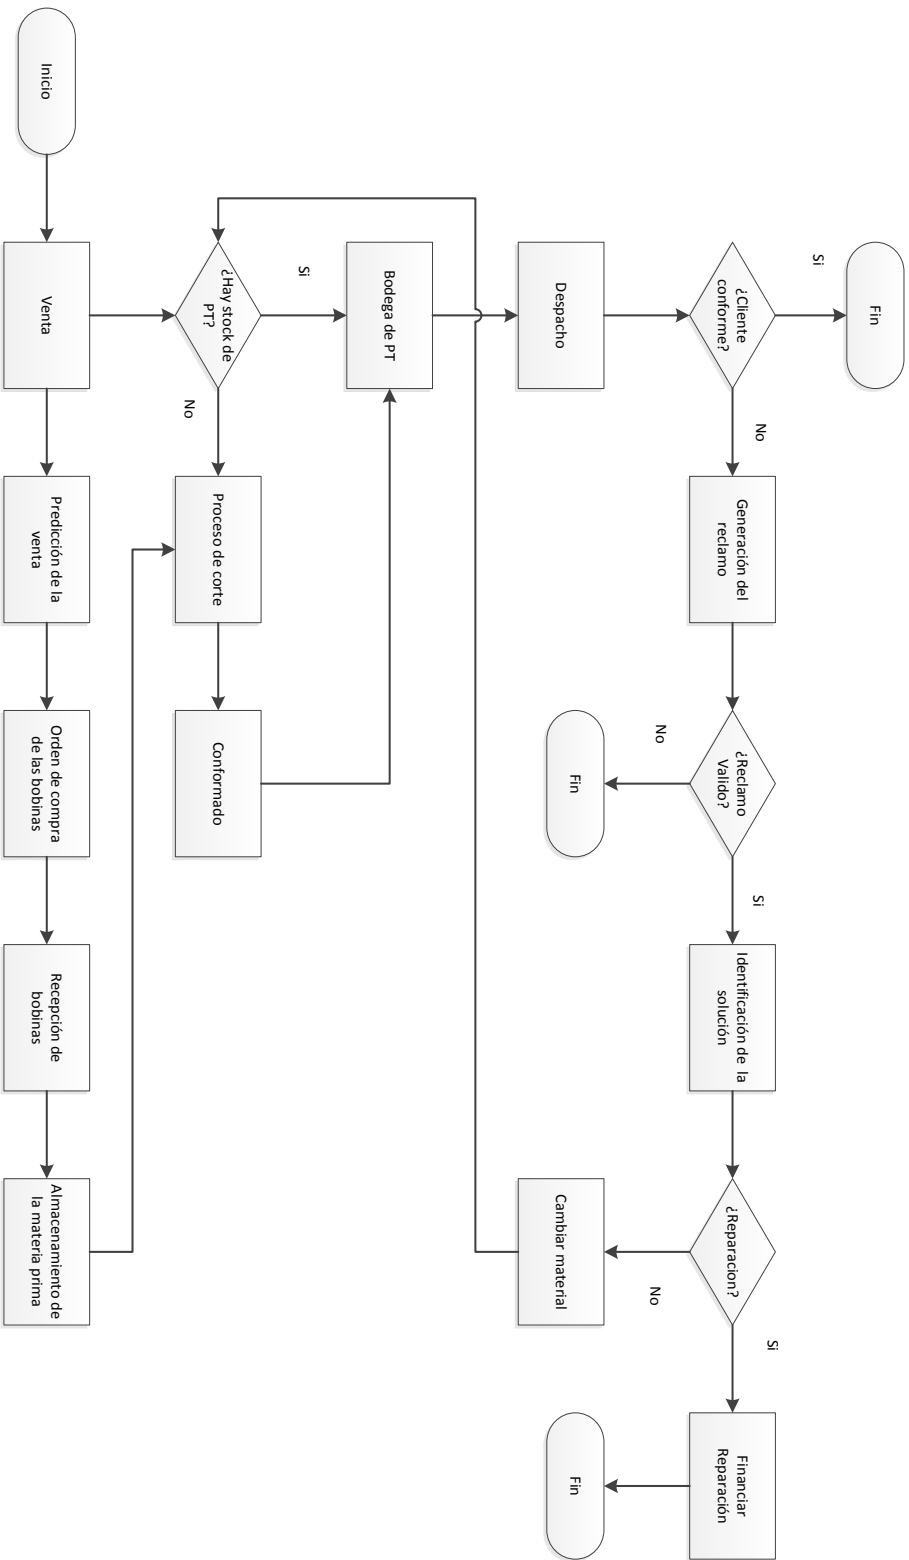 Inicio
Venta
Predicción de la
venta
Orden de compra
de las bobinas
Recepción de
bobinas
Almacenamiento de
la materia prima
¿Hay stock de
PT?
Si
No
Proceso de corte
Conformado
Bodega de PT
Despacho
¿Cliente
conforme?
Si
Fin
No
Generación del
reclamo
¿Reclamo
Valido?
No
Fin
Si
Identificación de la
solución
¿Reparacion?
No
Cambiar material
Si
Financiar
Reparación
Fin